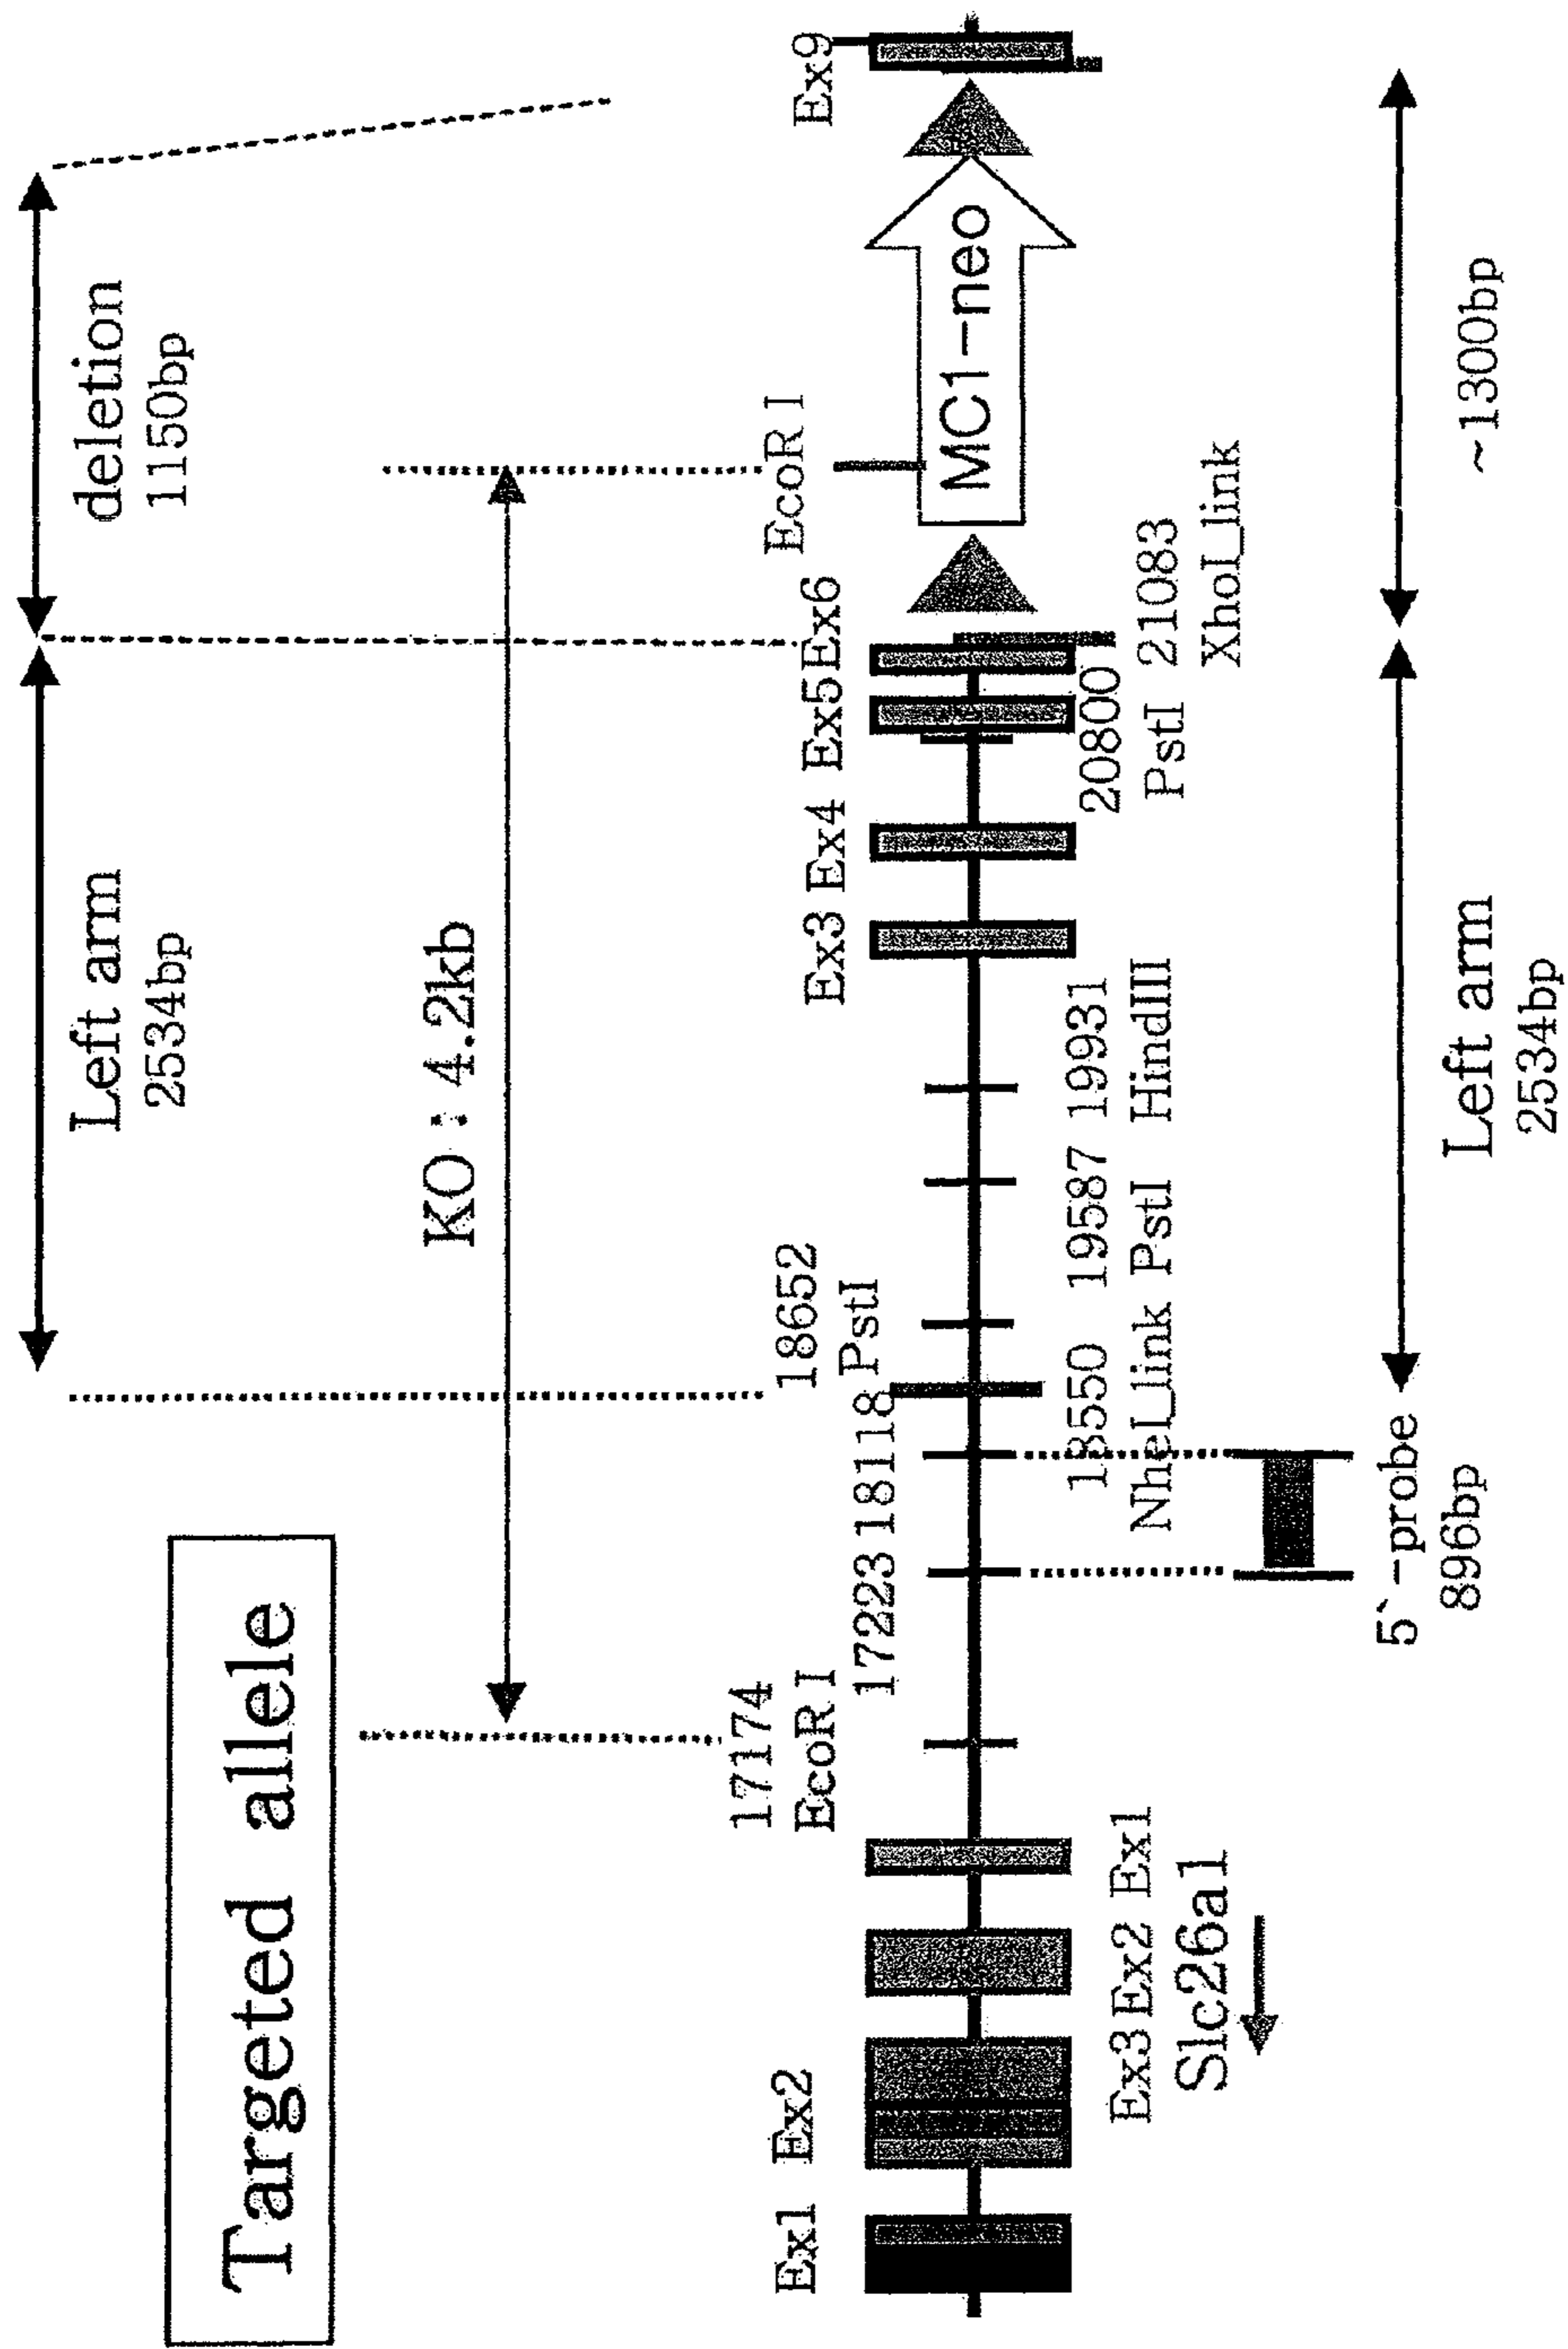 Targeted allele
Left arm
2534bp
deletion
1150bp
KO : 4.2kb
17174
EcoR I
18652
PstI
EcoR I
17223 18118
Ex1 Ex2
Ex3 Ex4 Ex5 Ex6
Ex9
MC1-neo
Ex3 Ex2 Ex1
Slc26a1
18550 19587 19931
NheI_link PstI HindIII
20800
PstI
21083
XhoI_link
5`-probe
896bp
Left arm
2534bp
~1300bp